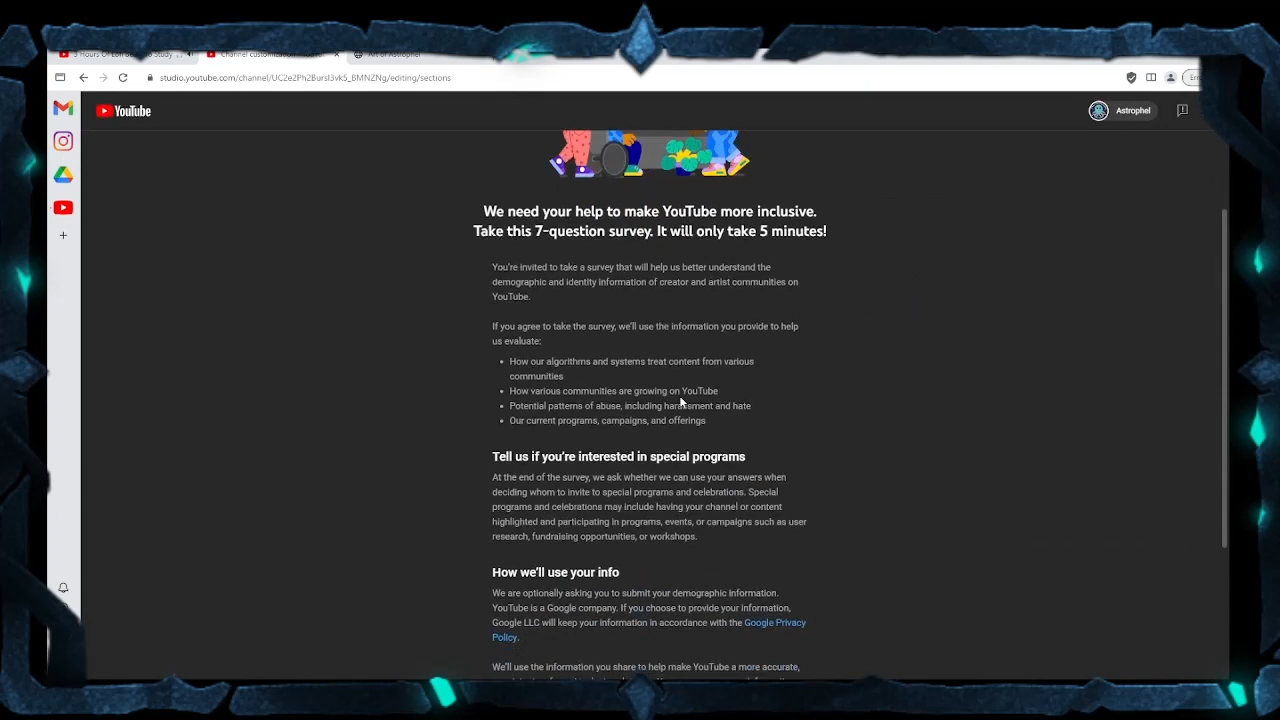 studio.youtube.com/channel/UC2e2Ph2BursI3vk5_BMNZNg/editing/sections
YouTube
Astrophel
We need your help to make YouTube more inclusive.
Take this 7-question survey. It will only take 5 minutes!
You're invited to take a survey that will help us better understand the
demographic and identity information of creator and artist communities on
YouTube.
If you agree to take the survey, we'll use the information you provide to help
us evaluate:
• How our algorithms and systems treat content from various
communities
• How various communities are growing on YouTube
• Potential patterns of abuse, including harassment and hate
• Our current programs, campaigns, and offerings
Tell us if you're interested in special programs
At the end of the survey, we ask whether we can use your answers when
deciding whom to invite to special programs and celebrations. Special
programs and celebrations may include having your channel or content
highlighted and participating in programs, events, or campaigns such as user
research, fundraising opportunities, or workshops.
How we'll use your info
We are optionally asking you to submit your demographic information.
YouTube is a Google company. If you choose to provide your information,
Google LLC will keep your information in accordance with the Google Privacy
Policy.
We'll use the information you share to help make YouTube a more accurate,